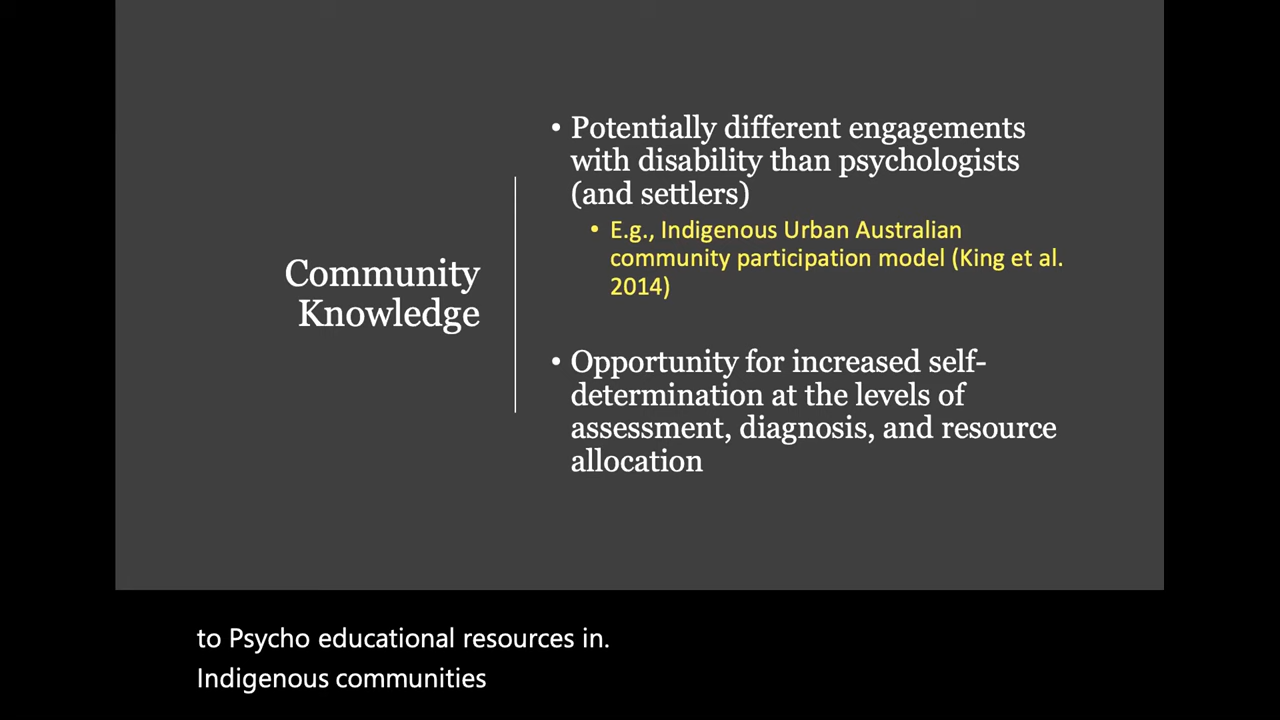 Community
Knowledge
• Potentially different engagements
with disability than psychologists
(and settlers)
• E.g., Indigenous Urban Australian
community participation model (King et al.
2014)
• Opportunity for increased self-
determination at the levels of
assessment, diagnosis, and resource
allocation
to Psycho educational resources in.
Indigenous communities